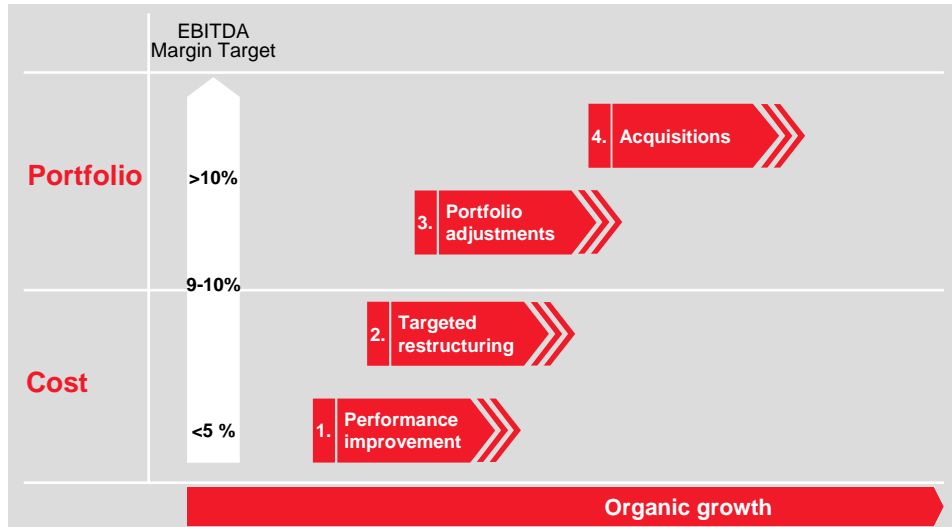 EBITDA
Margin Target
4. Acquisitions
Portfolio
>10%
3. Portfolio
adjustments
9-10%
2. Targeted
restructuring
Cost
<5 %
1. Performance
improvement
Organic growth